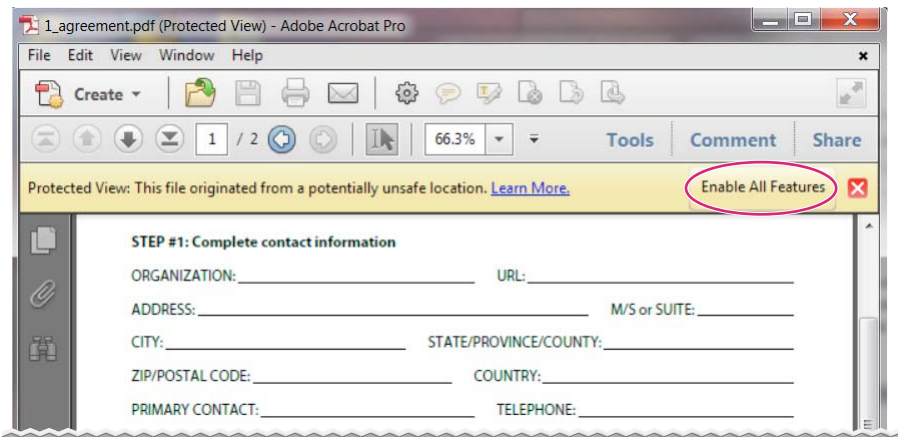 1_agreement.pdf (Protected View) - Adobe Acrobat Pro
File Edit View Window Help
Create
1 / 2 66.3% Tools Comment Share
Protected View: This file originated from a potentially unsafe location. Learn More. Enable All Features
STEP #1: Complete contact information
ORGANIZATION: URL:
ADDRESS: M/S or SUITE:
CITY: STATE/PROVINCE/COUNTY:
ZIP/POSTAL CODE: COUNTRY:
PRIMARY CONTACT: TELEPHONE: